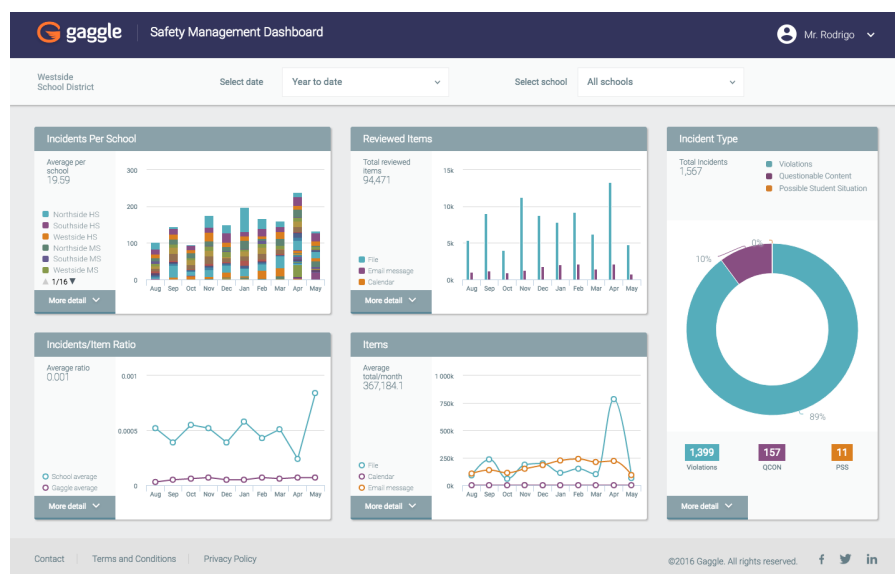 gaggle
Safety Management Dashboard
Mr. Rodrigo
Westside
School District
Select date
Year to date
Select school
All schools
Incidents Per School
Average per
school
19.59
Northside HS
Southside HS
Westside HS
Northside MS
Southside MS
Westside MS
1/16
More detail
300
200
100
0
Aug Sep Oct Nov Dec Jan Feb Mar Apr May
Reviewed Items
Total reviewed
items
94,471
File
Email message
Calendar
More detail
15k
10k
5k
0k
Aug Sep Oct Nov Dec Jan Feb Mar Apr May
Incident Type
Total Incidents
1,567
Violations
Questionable Content
Possible Student Situation
0%
10%
89%
1,399
Violations
157
QCON
11
PSS
More detail
Incidents/Item Ratio
Average ratio
0.001
School average
Gaggle average
More detail
0.001
0.0005
0
Aug Sep Oct Nov Dec Jan Feb Mar Apr May
Items
Average
total/month
367,184.1
File
Calendar
Email message
More detail
1 000k
750k
500k
250k
0k
Aug Sep Oct Nov Dec Jan Feb Mar Apr May
Contact
Terms and Conditions
Privacy Policy
©2016 Gaggle. All rights reserved.